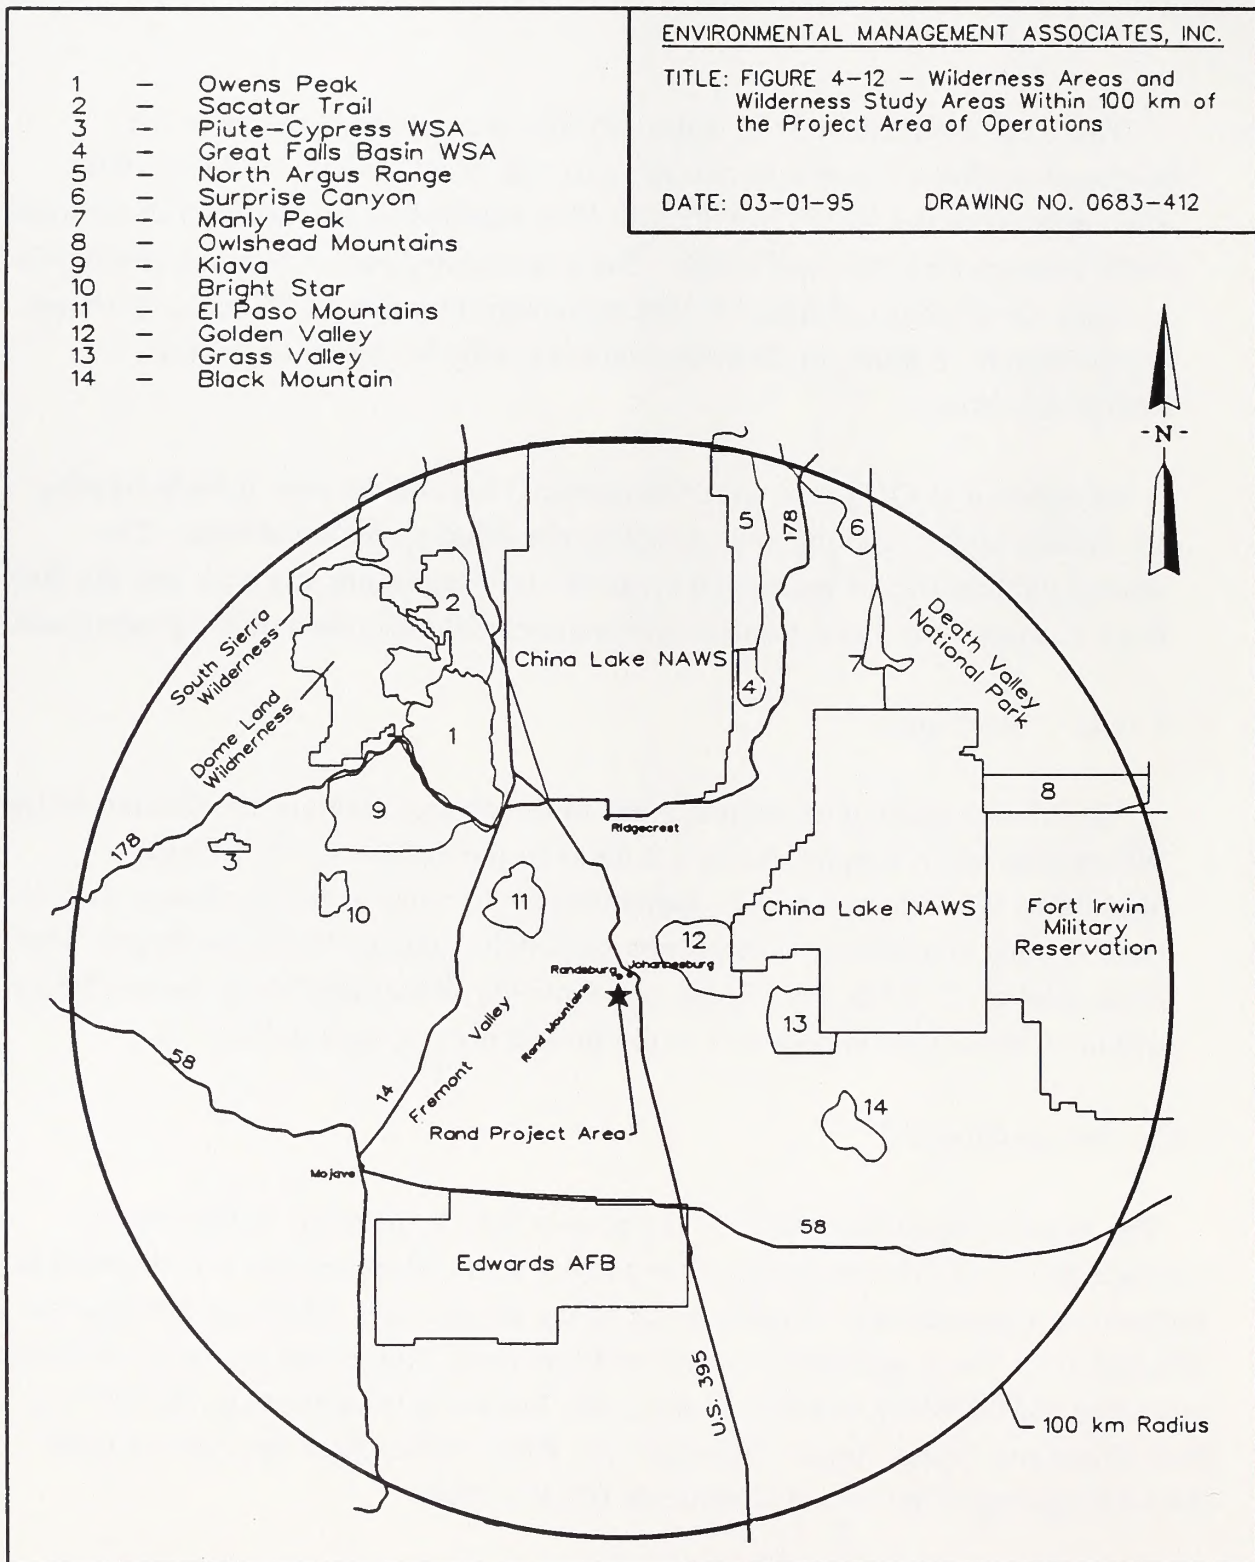 ENVIRONMENTAL MANAGEMENT ASSOCIATES, INC.
TITLE: FIGURE 4-12 - Wilderness Areas and
Wilderness Study Areas Within 100 km of
the Project Area of Operations
DATE: 03-01-95 DRAWING NO. 0683-412
1 - Owens Peak
2 - Sacatar Trail
3 - Piute-Cypress WSA
4 - Great Falls Basin WSA
5 - North Argus Range
6 - Surprise Canyon
7 - Manly Peak
8 - Owlshead Mountains
9 - Kiava
10 - Bright Star
11 - El Paso Mountains
12 - Golden Valley
13 - Grass Valley
14 - Black Mountain
-N-
5
178
6
2
South Sierra
Wilderness
China Lake NAWS
Death Valley
National Park
7
4
Dome Land
Wildnerness
1
8
9
Ridgecrest
178
3
10
11
12
China Lake NAWS
Fort Irwin
Military
Reservation
Randsburg
Johannesburg
Rand Mountains
13
Fremont Valley
58
14
14
Rand Project Area
Mojave
58
Edwards AFB
U.S. 395
100 km Radius